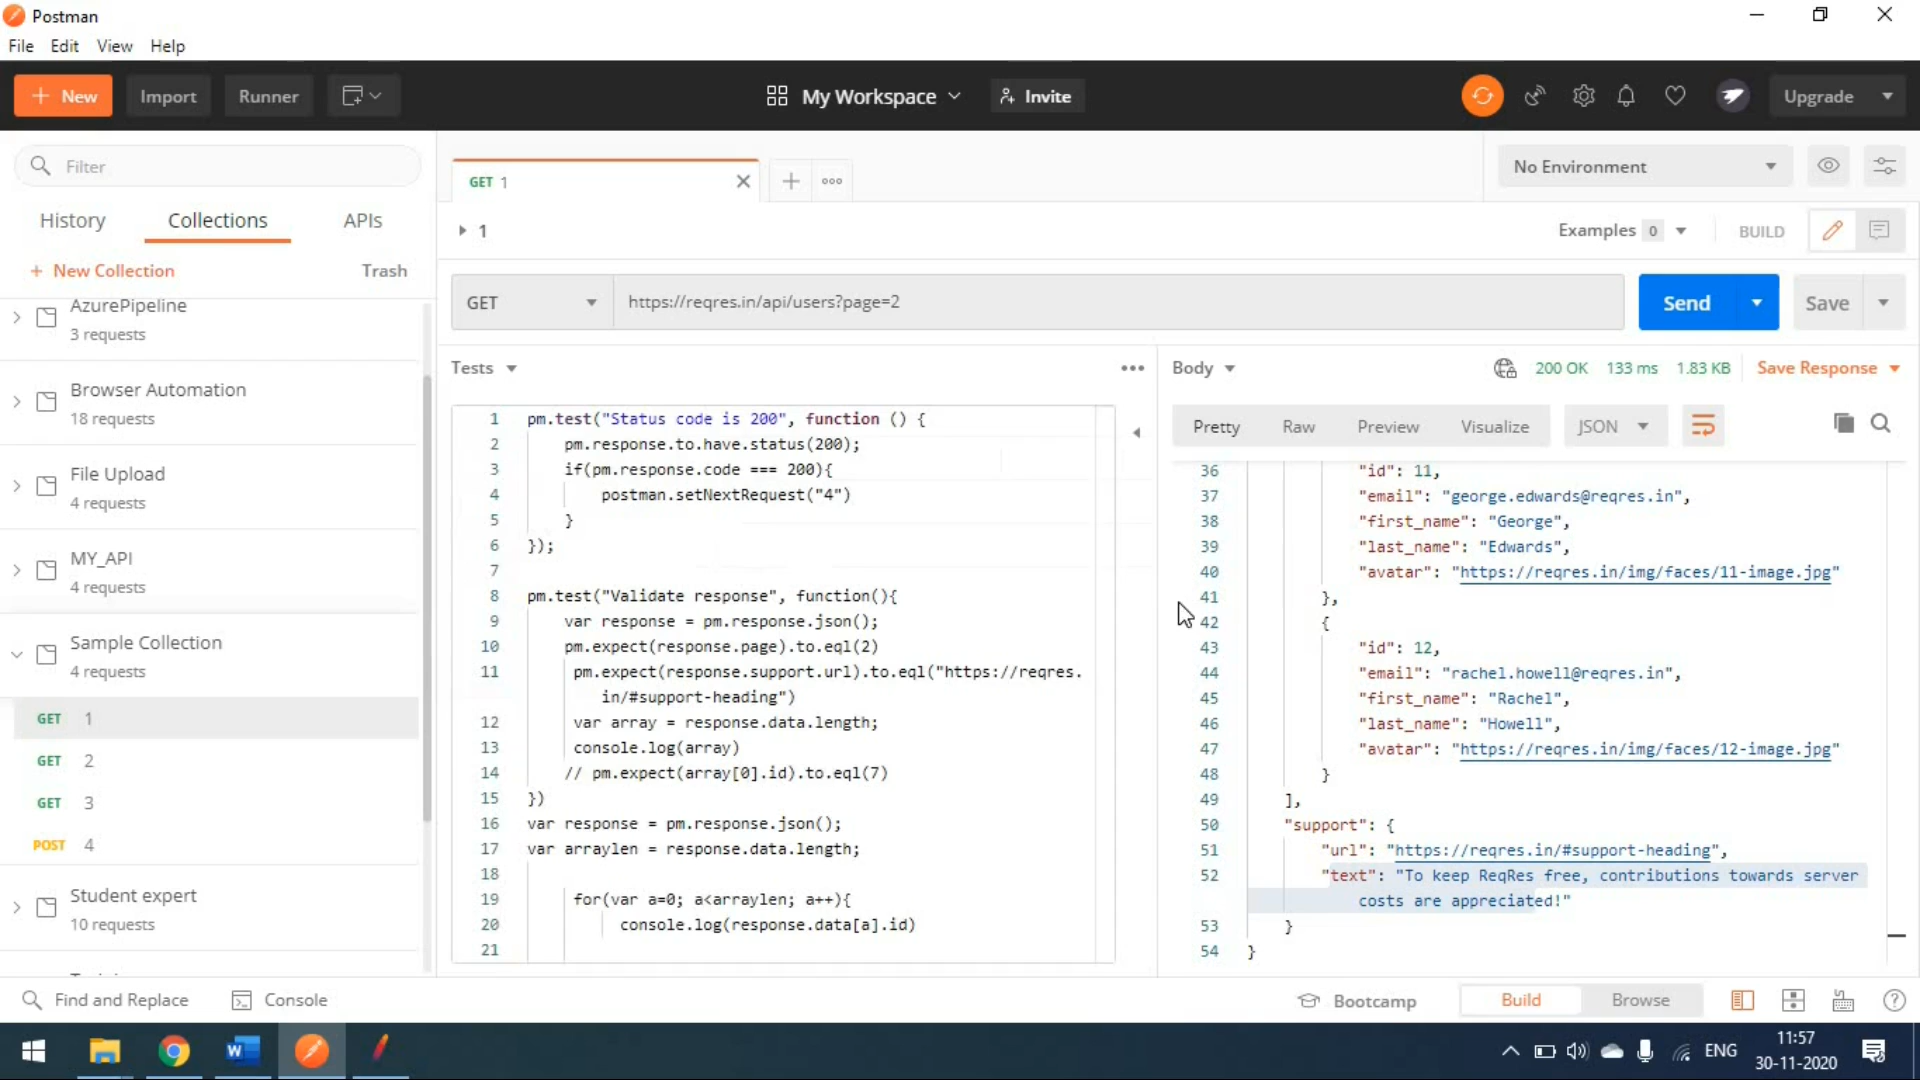 Postman
File Edit View Help
New Import Runner My Workspace Invite Upgrade
Filter
History Collections APIs
+ New Collection Trash
AzurePipeline
3 requests
Browser Automation
18 requests
File Upload
4 requests
MY_API
4 requests
Sample Collection
4 requests
GET 1
GET 2
GET 3
POST 4
Student expert
10 requests
GET 1
No Environment
1
Examples 0 BUILD
GET https://reqres.in/api/users?page=2 Send Save
Tests
1 pm.test("Status code is 200", function () {
2 pm.response.to.have.status(200);
3 if(pm.response.code === 200){
4 postman.setNextRequest("4")
5 }
6 });
7
8 pm.test("Validate response", function(){
9 var response = pm.response.json();
10 pm.expect(response.page).to.eql(2)
11 pm.expect(response.support.url).to.eql("https://reqres.
in/#support-heading")
12 var array = response.data.length;
13 console.log(array)
14 // pm.expect(array[0].id).to.eql(7)
15 })
16 var response = pm.response.json();
17 var arraylen = response.data.length;
18
19 for(var a=0; a<arraylen; a++){
20 console.log(response.data[a].id)
21
Body 200 OK 133 ms 1.83 KB Save Response
Pretty Raw Preview Visualize JSON
36 "id": 11,
37 "email": "george.edwards@reqres.in",
38 "first_name": "George",
39 "last_name": "Edwards",
40 "avatar": "https://reqres.in/img/faces/11-image.jpg"
41 },
42 {
43 "id": 12,
44 "email": "rachel.howell@reqres.in",
45 "first_name": "Rachel",
46 "last_name": "Howell",
47 "avatar": "https://reqres.in/img/faces/12-image.jpg"
48 }
49 ],
50 "support": {
51 "url": "https://reqres.in/#support-heading",
52 "text": "To keep ReqRes free, contributions towards server
costs are appreciated!"
53 }
54 }
Find and Replace Console Bootcamp Build Browse
ENG
11:57
30-11-2020